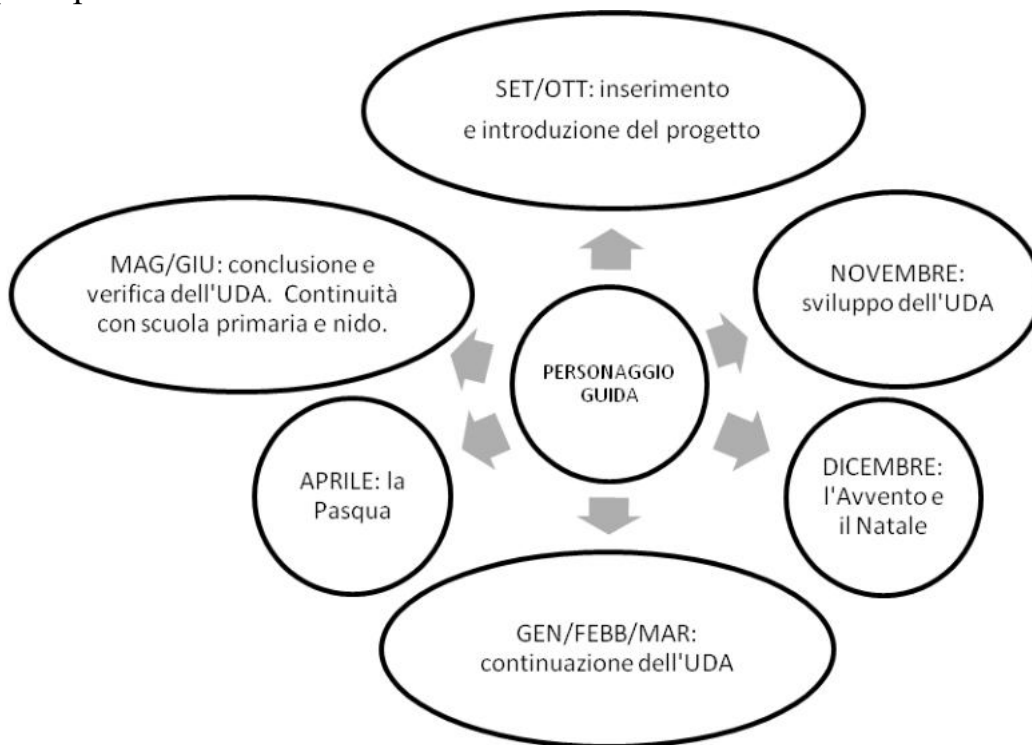 SET/OTT: inserimento
e introduzione del progetto
MAG/GIU: conclusione e
verifica dell'UDA. Continuità
con scuola primaria e nido.
NOVEMBRE:
sviluppo dell'UDA
PERSONAGGIO
GUIDA
APRILE: la
Pasqua
DICEMBRE:
l'Avvento e
il Natale
GEN/FEBB/MAR:
continuazione dell'UDA